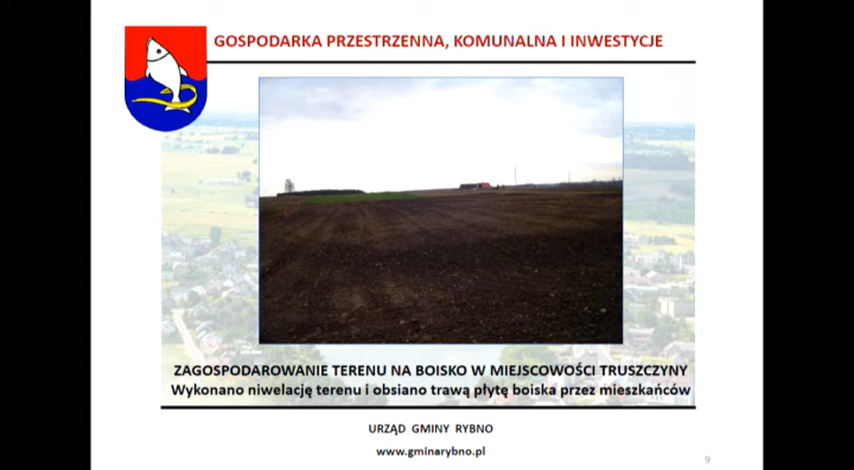 GOSPODARKA PRZESTRZENNA, KOMUNALNA I INWESTYCJE
ZAGOSPODAROWANIE TERENU NA BOISKO W MIEJSCOWOŚCI TRUSZCZYNY
Wykonano niwelację terenu i obsiano trawą płytę boiska przez mieszkańców
URZĄD GMINY RYBNO
www.gminarybno.pl
9